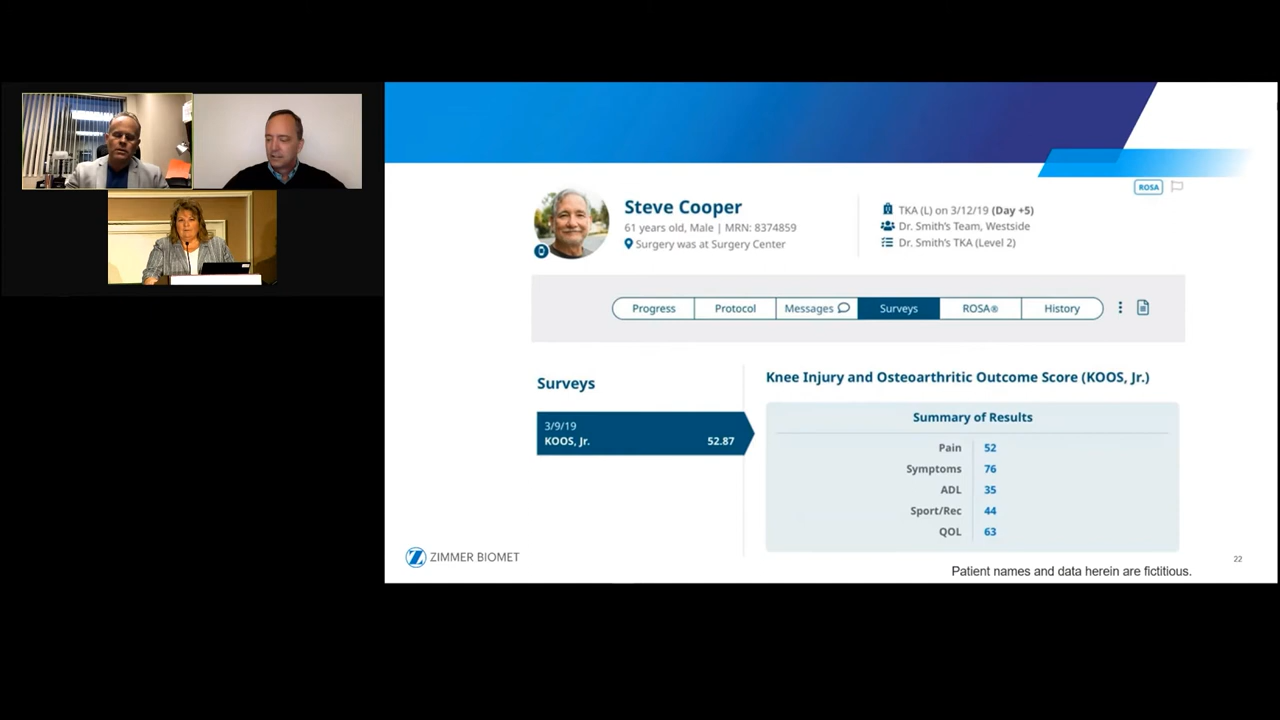 ROSA
Steve Cooper
61 years old, Male | MRN: 8374859
Surgery was at Surgery Center
TKA (L) on 3/12/19 (Day +5)
Dr. Smith's Team, Westside
Dr. Smith's TKA (Level 2)
Progress
Protocol
Messages
Surveys
ROSA®
History
Surveys
3/9/19
KOOS, Jr. 52.87
Knee Injury and Osteoarthritic Outcome Score (KOOS, Jr.)
Summary of Results
Pain 52
Symptoms 76
ADL 35
Sport/Rec 44
QOL 63
ZIMMER BIOMET
22
Patient names and data herein are fictitious.